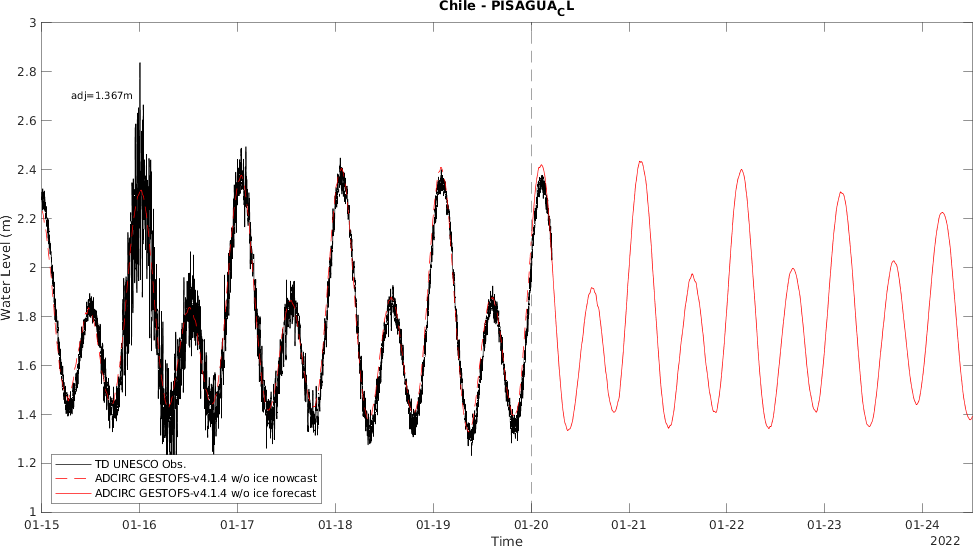 Chile - PISAGUA_CL
adj=1.367m
Water Level (m)
3
2.8
2.6
2.4
2.2
2
1.8
1.6
1.4
1.2
1
TD UNESCO Obs.
ADCIRC GESTOFS-v4.1.4 w/o ice nowcast
ADCIRC GESTOFS-v4.1.4 w/o ice forecast
01-15 01-16 01-17 01-18 01-19 01-20 01-21 01-22 01-23 01-24
Time
2022